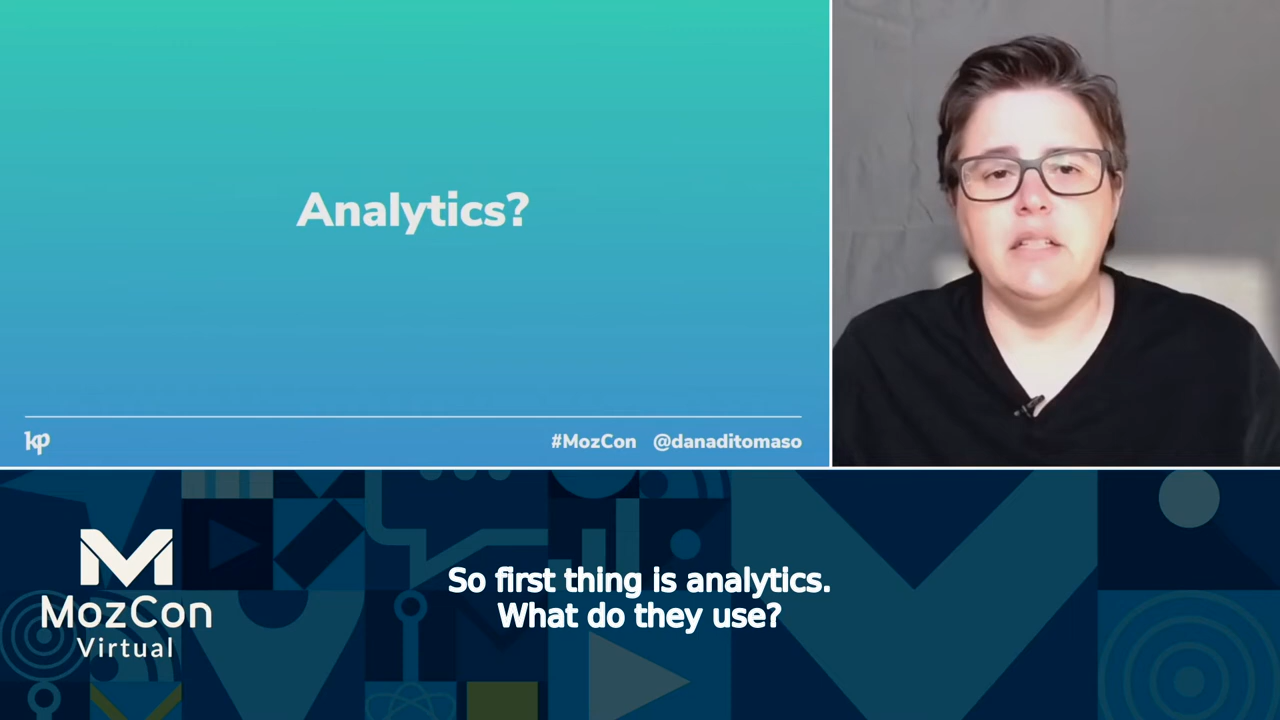 Analytics?
kp
#MozCon @danaditomaso
MozCon
Virtual
So first thing is analytics.
What do they use?